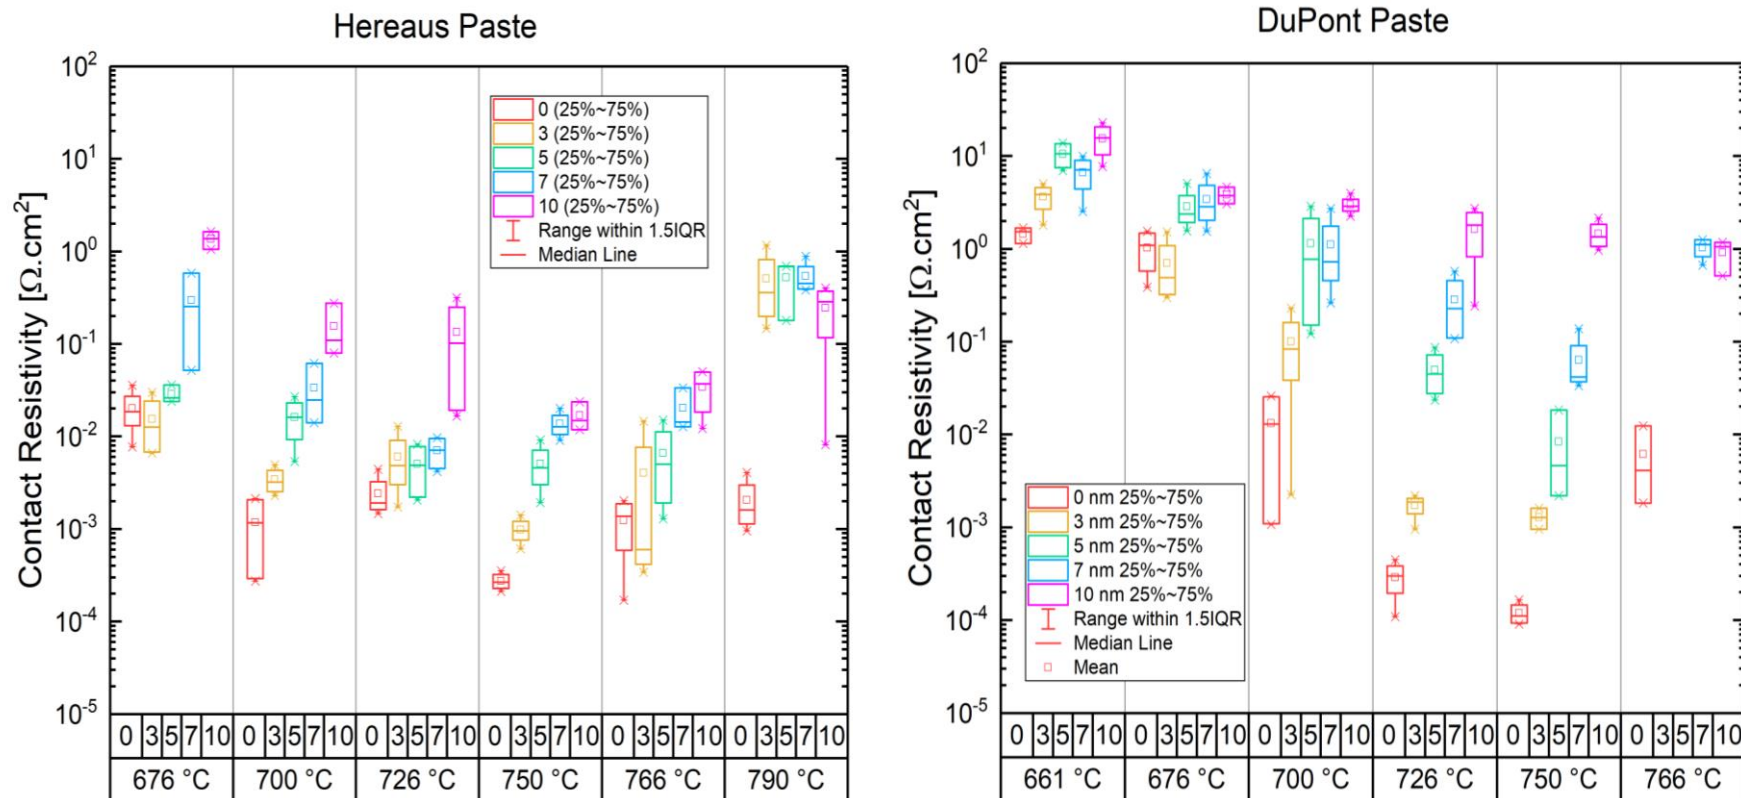 Hereaus Paste
Contact Resistivity [Ω.cm²]
10²
10¹
10⁰
10⁻¹
10⁻²
10⁻³
10⁻⁴
10⁻⁵
0 (25%~75%)
3 (25%~75%)
5 (25%~75%)
7 (25%~75%)
10 (25%~75%)
Range within 1.5IQR
Median Line
0 3 5 7 10 0 3 5 7 10 0 3 5 7 10 0 3 5 7 10 0 3 5 7 10 0 3 5 7 10
676 °C 700 °C 726 °C 750 °C 766 °C 790 °C
DuPont Paste
Contact Resistivity [Ω.cm²]
10²
10¹
10⁰
10⁻¹
10⁻²
10⁻³
10⁻⁴
10⁻⁵
0 nm 25%~75%
3 nm 25%~75%
5 nm 25%~75%
7 nm 25%~75%
10 nm 25%~75%
Range within 1.5IQR
Median Line
Mean
0 3 5 7 10 0 3 5 7 10 0 3 5 7 10 0 3 5 7 10 0 3 5 7 10 0 3 5 7 10
661 °C 676 °C 700 °C 726 °C 750 °C 766 °C